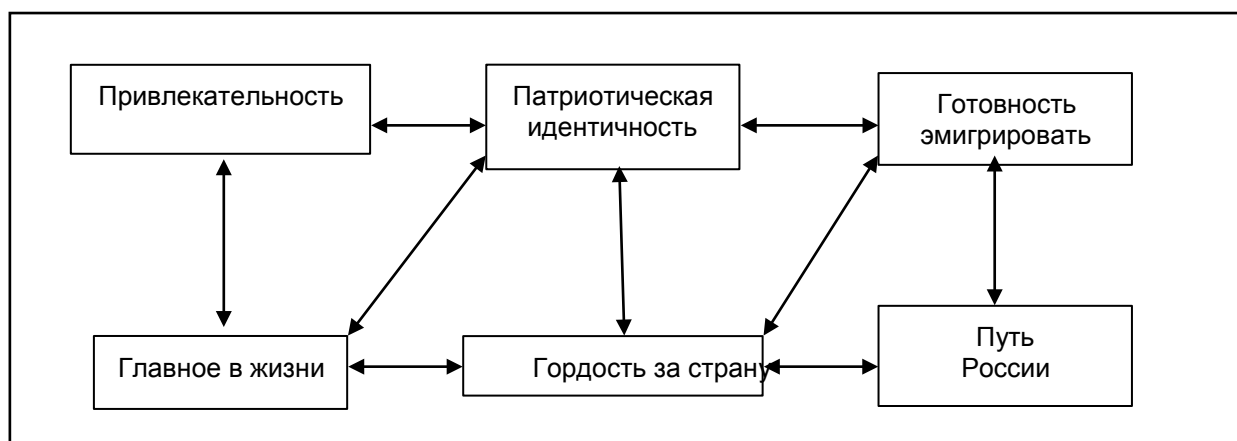 Привлекательность
Патриотическая
идентичность
Готовность
эмигрировать
Главное в жизни
Гордость за страну
Путь
России